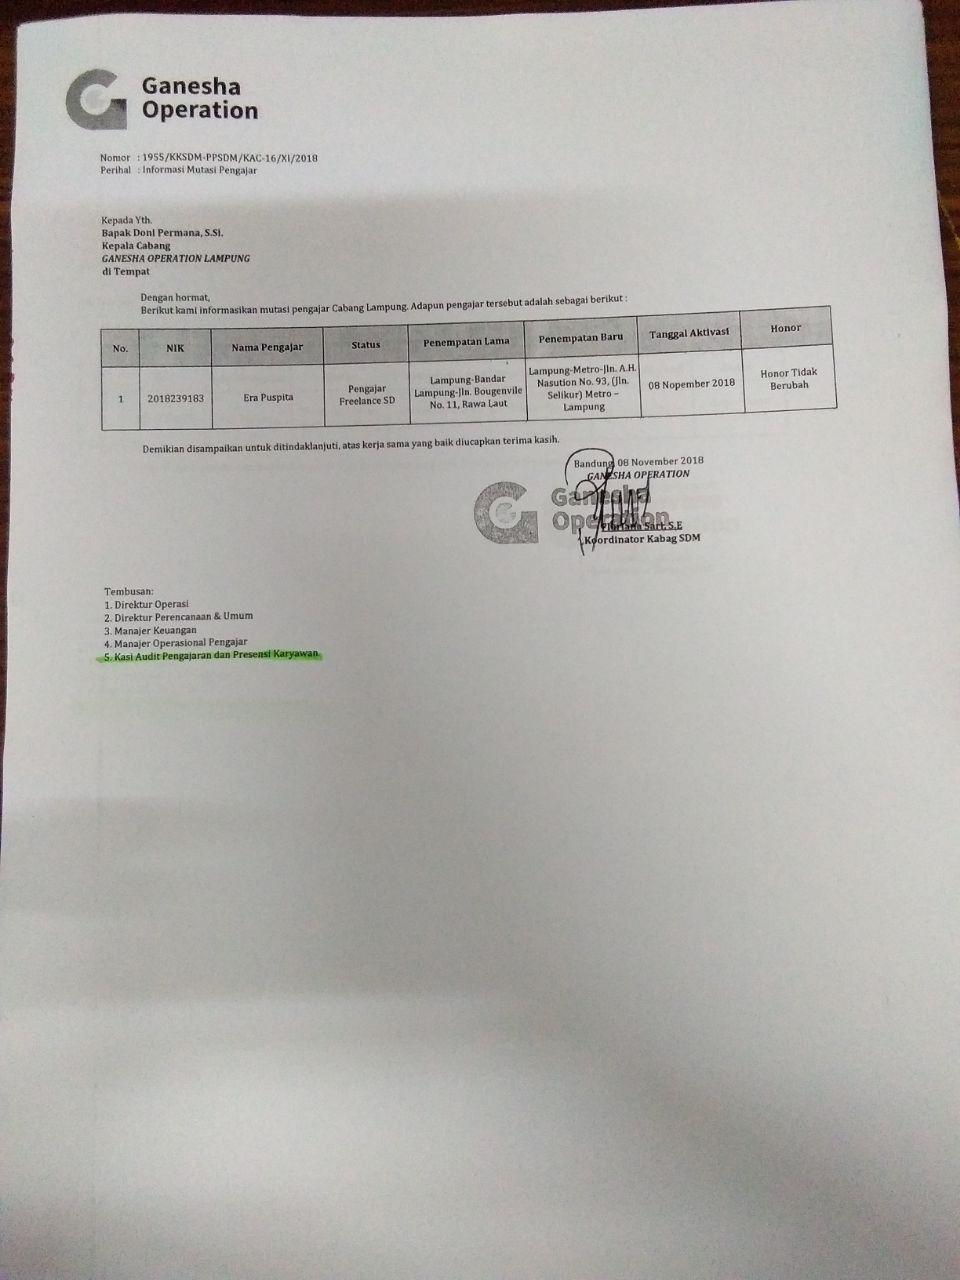 Ganesha
Operation
Nomor : 1955/KKSDM-PPSDM/KAC-16/XI/2018
Perihal : Informasi Mutasi Pengajar
Kepada Yth.
Bapak Doni Permana, S.Si.
Kepala Cabang
GANESHA OPERATION LAMPUNG
di Tempat
Dengan hormat,
Berikut kami informasikan mutasi pengajar Cabang Lampung. Adapun pengajar tersebut adalah sebagai berikut :
No. NIK Nama Pengajar Status Penempatan Lama Penempatan Baru Tanggal Aktivasi Honor
1 2018239183 Era Puspita Pengajar Freelance SD Lampung-Bandar Lampung-Jln. Bougenvile No. 11, Rawa Laut Lampung-Metro-Jln. A.H. Nasution No. 93, (Jln. Selikur) Metro – Lampung 08 Nopember 2018 Honor Tidak Berubah
Demikian disampaikan untuk ditindaklanjuti, atas kerja sama yang baik diucapkan terima kasih.
Bandung, 08 November 2018
GANESHA OPERATION
Ganesha
Operation
Sari, S.E
Koordinator Kabag SDM
Tembusan:
1. Direktur Operasi
2. Direktur Perencanaan & Umum
3. Manajer Keuangan
4. Manajer Operasional Pengajar
5. Kasi Audit Pengajaran dan Presensi Karyawan